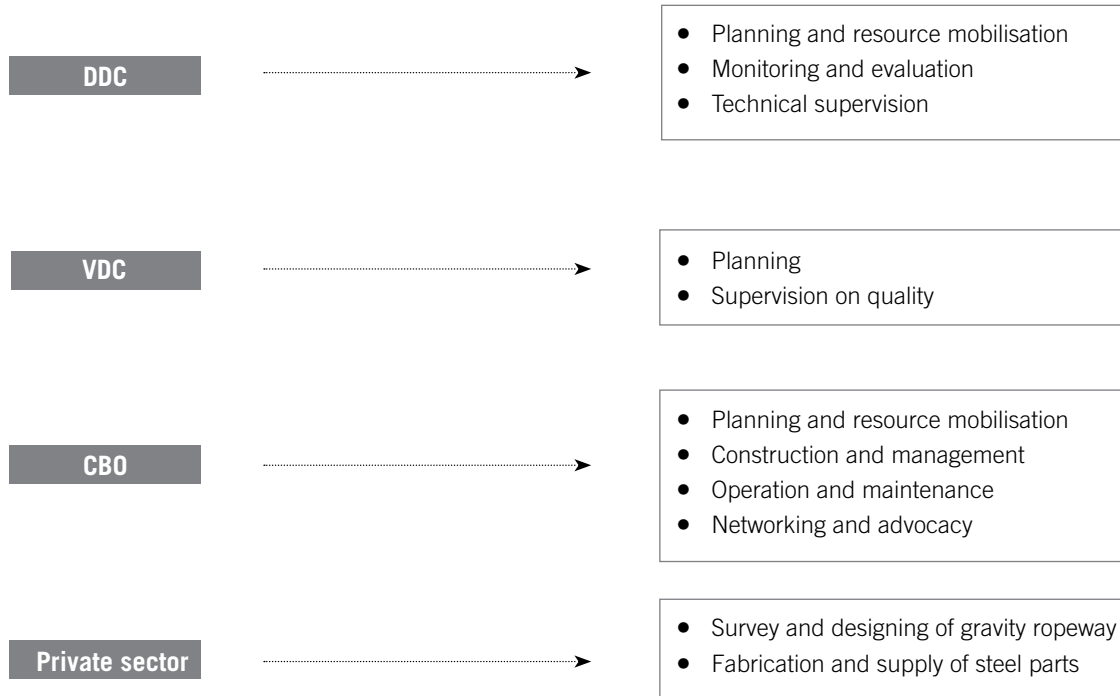 DDC
• Planning and resource mobilisation
• Monitoring and evaluation
• Technical supervision
VDC
• Planning
• Supervision on quality
CBO
• Planning and resource mobilisation
• Construction and management
• Operation and maintenance
• Networking and advocacy
Private sector
• Survey and designing of gravity ropeway
• Fabrication and supply of steel parts